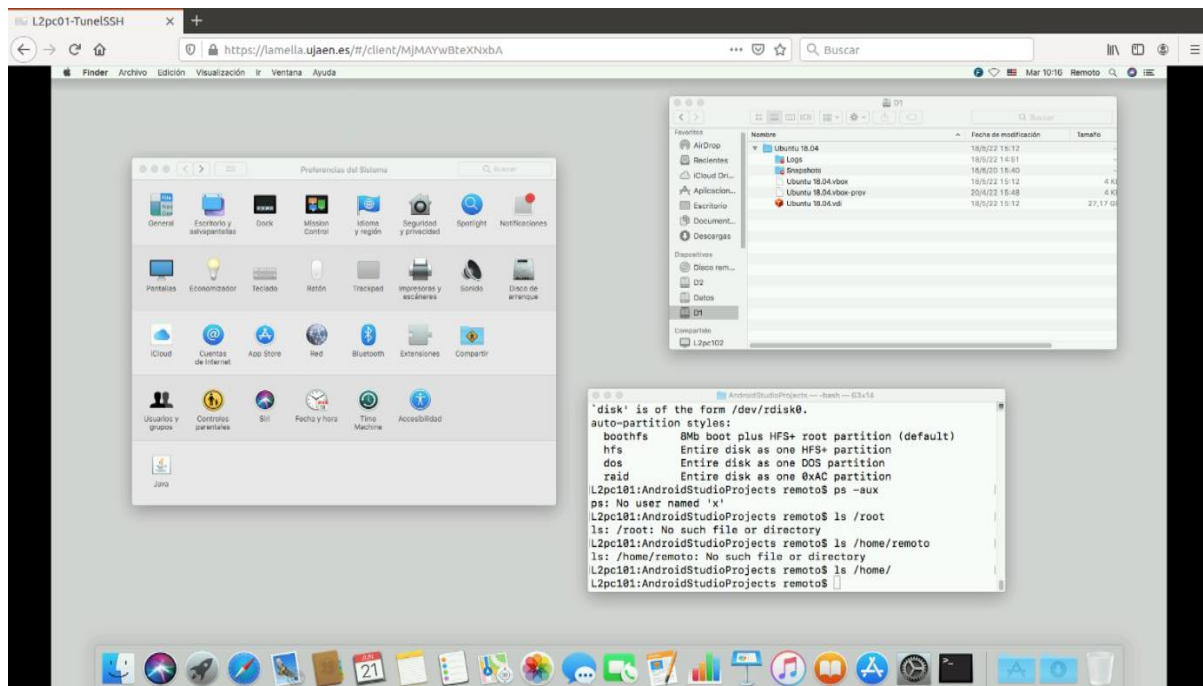 L2pc01-TunelSSH
https://lamella.ujaen.es/#/client/MjMAYwBteXNxbA
Buscar
Finder Archivo Edición Visualización Ir Ventana Ayuda
Mar 10:16 Remoto
Preferencias del Sistema
Buscar
General
Escritorio y salvapantallas
Dock
Mission Control
Idioma y región
Seguridad y privacidad
Spotlight
Notificaciones
Pantallas
Economizador
Teclado
Ratón
Trackpad
Impresoras y escáneres
Sonido
Disco de arranque
iCloud
Cuentas de Internet
App Store
Red
Bluetooth
Extensiones
Compartir
Usuarios y grupos
Controles parentales
Siri
Fecha y hora
Time Machine
Accesibilidad
Java
D1
Buscar
Favoritos
AirDrop
Recientes
iCloud Dri...
Aplicacion...
Escritorio
Document...
Descargas
Dispositivos
Disco rem...
D2
Datos
D1
Compartido
L2pc102
Nombre Fecha de modificación Tamaño
Ubuntu 18.04 18/5/22 15:12
Logs 18/5/22 14:51
Snapshots
Ubuntu 18.04.vbox 18/5/22 15:12 4 K
Ubuntu 18.04.vbox-prev 20/4/22 15:48 4 K
Ubuntu 18.04.vdi 18/5/22 15:12 27,17 G
AndroidStudioProjects — -bash — 63x14
`disk' is of the form /dev/rdisk0.
auto-partition styles:
boothfs 8Mb boot plus HFS+ root partition (default)
hfs Entire disk as one HFS+ partition
dos Entire disk as one DOS partition
raid Entire disk as one 0xAC partition
L2pc101:AndroidStudioProjects remoto$ ps -aux
ps: No user named 'x'
L2pc101:AndroidStudioProjects remoto$ ls /root
ls: /root: No such file or directory
L2pc101:AndroidStudioProjects remoto$ ls /home/remoto
ls: /home/remoto: No such file or directory
L2pc101:AndroidStudioProjects remoto$ ls /home/
L2pc101:AndroidStudioProjects remoto$
JUN
21